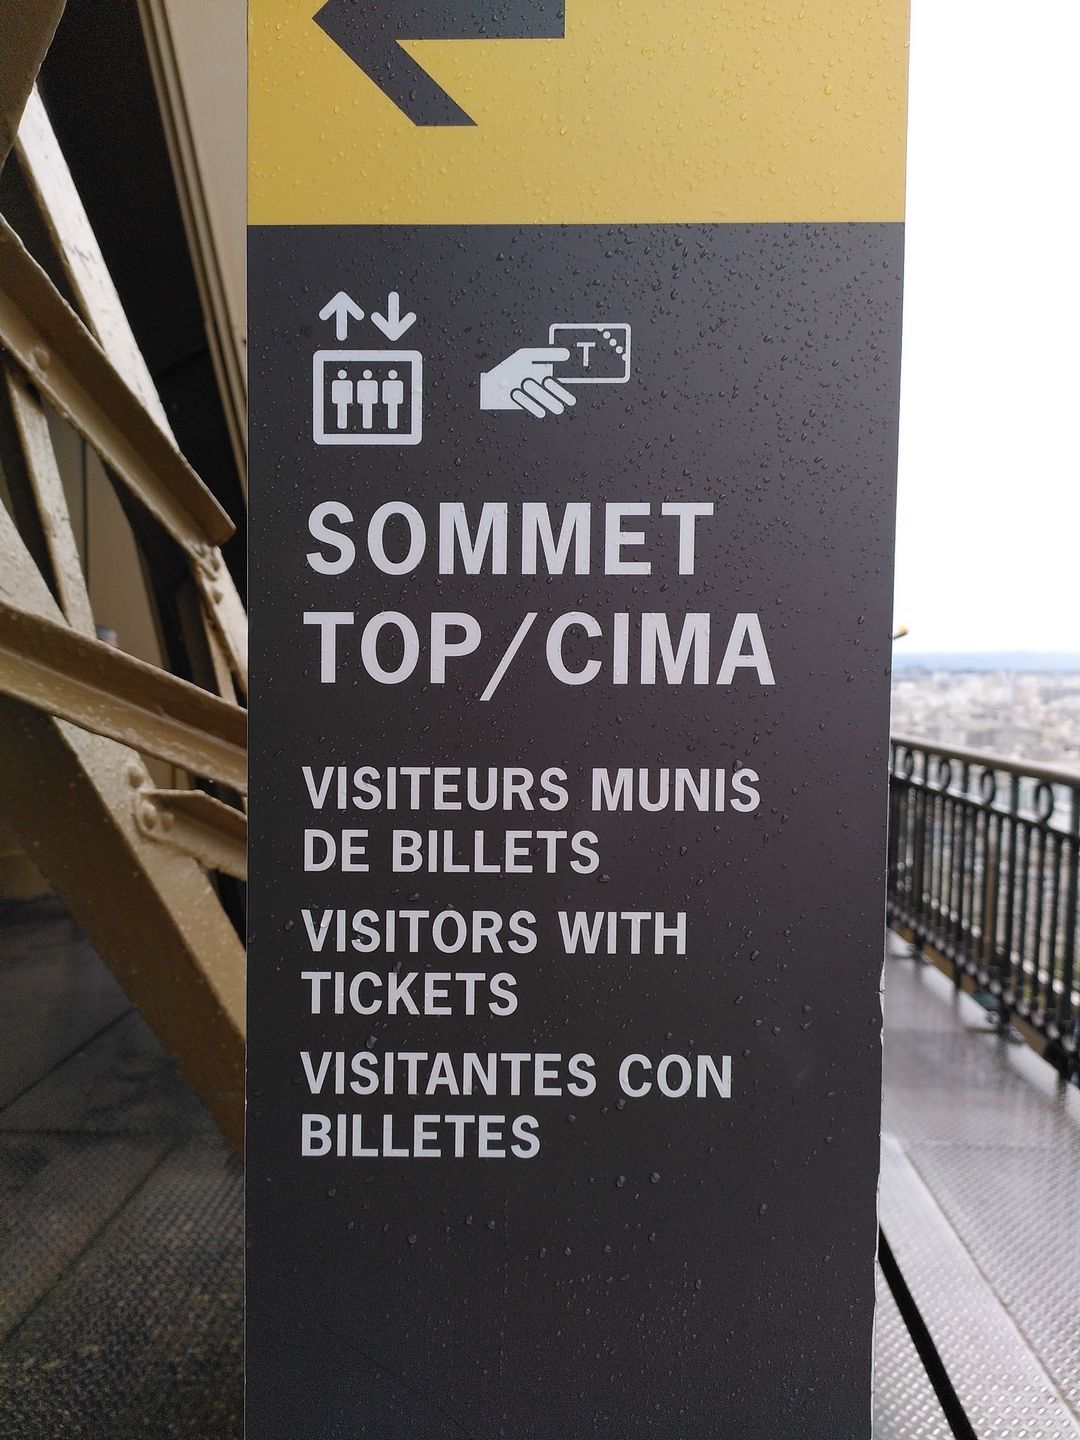 T
SOMMET
TOP/CIMA
VISITEURS MUNIS
DE BILLETS
VISITORS WITH
TICKETS
VISITANTES CON
BILLETES